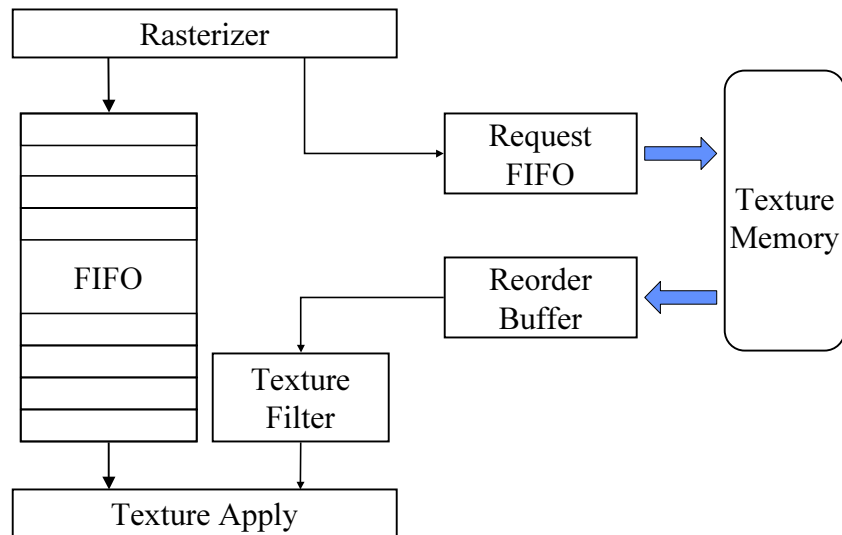 Rasterizer
Request
FIFO
Texture
Memory
FIFO
Reorder
Buffer
Texture
Filter
Texture Apply